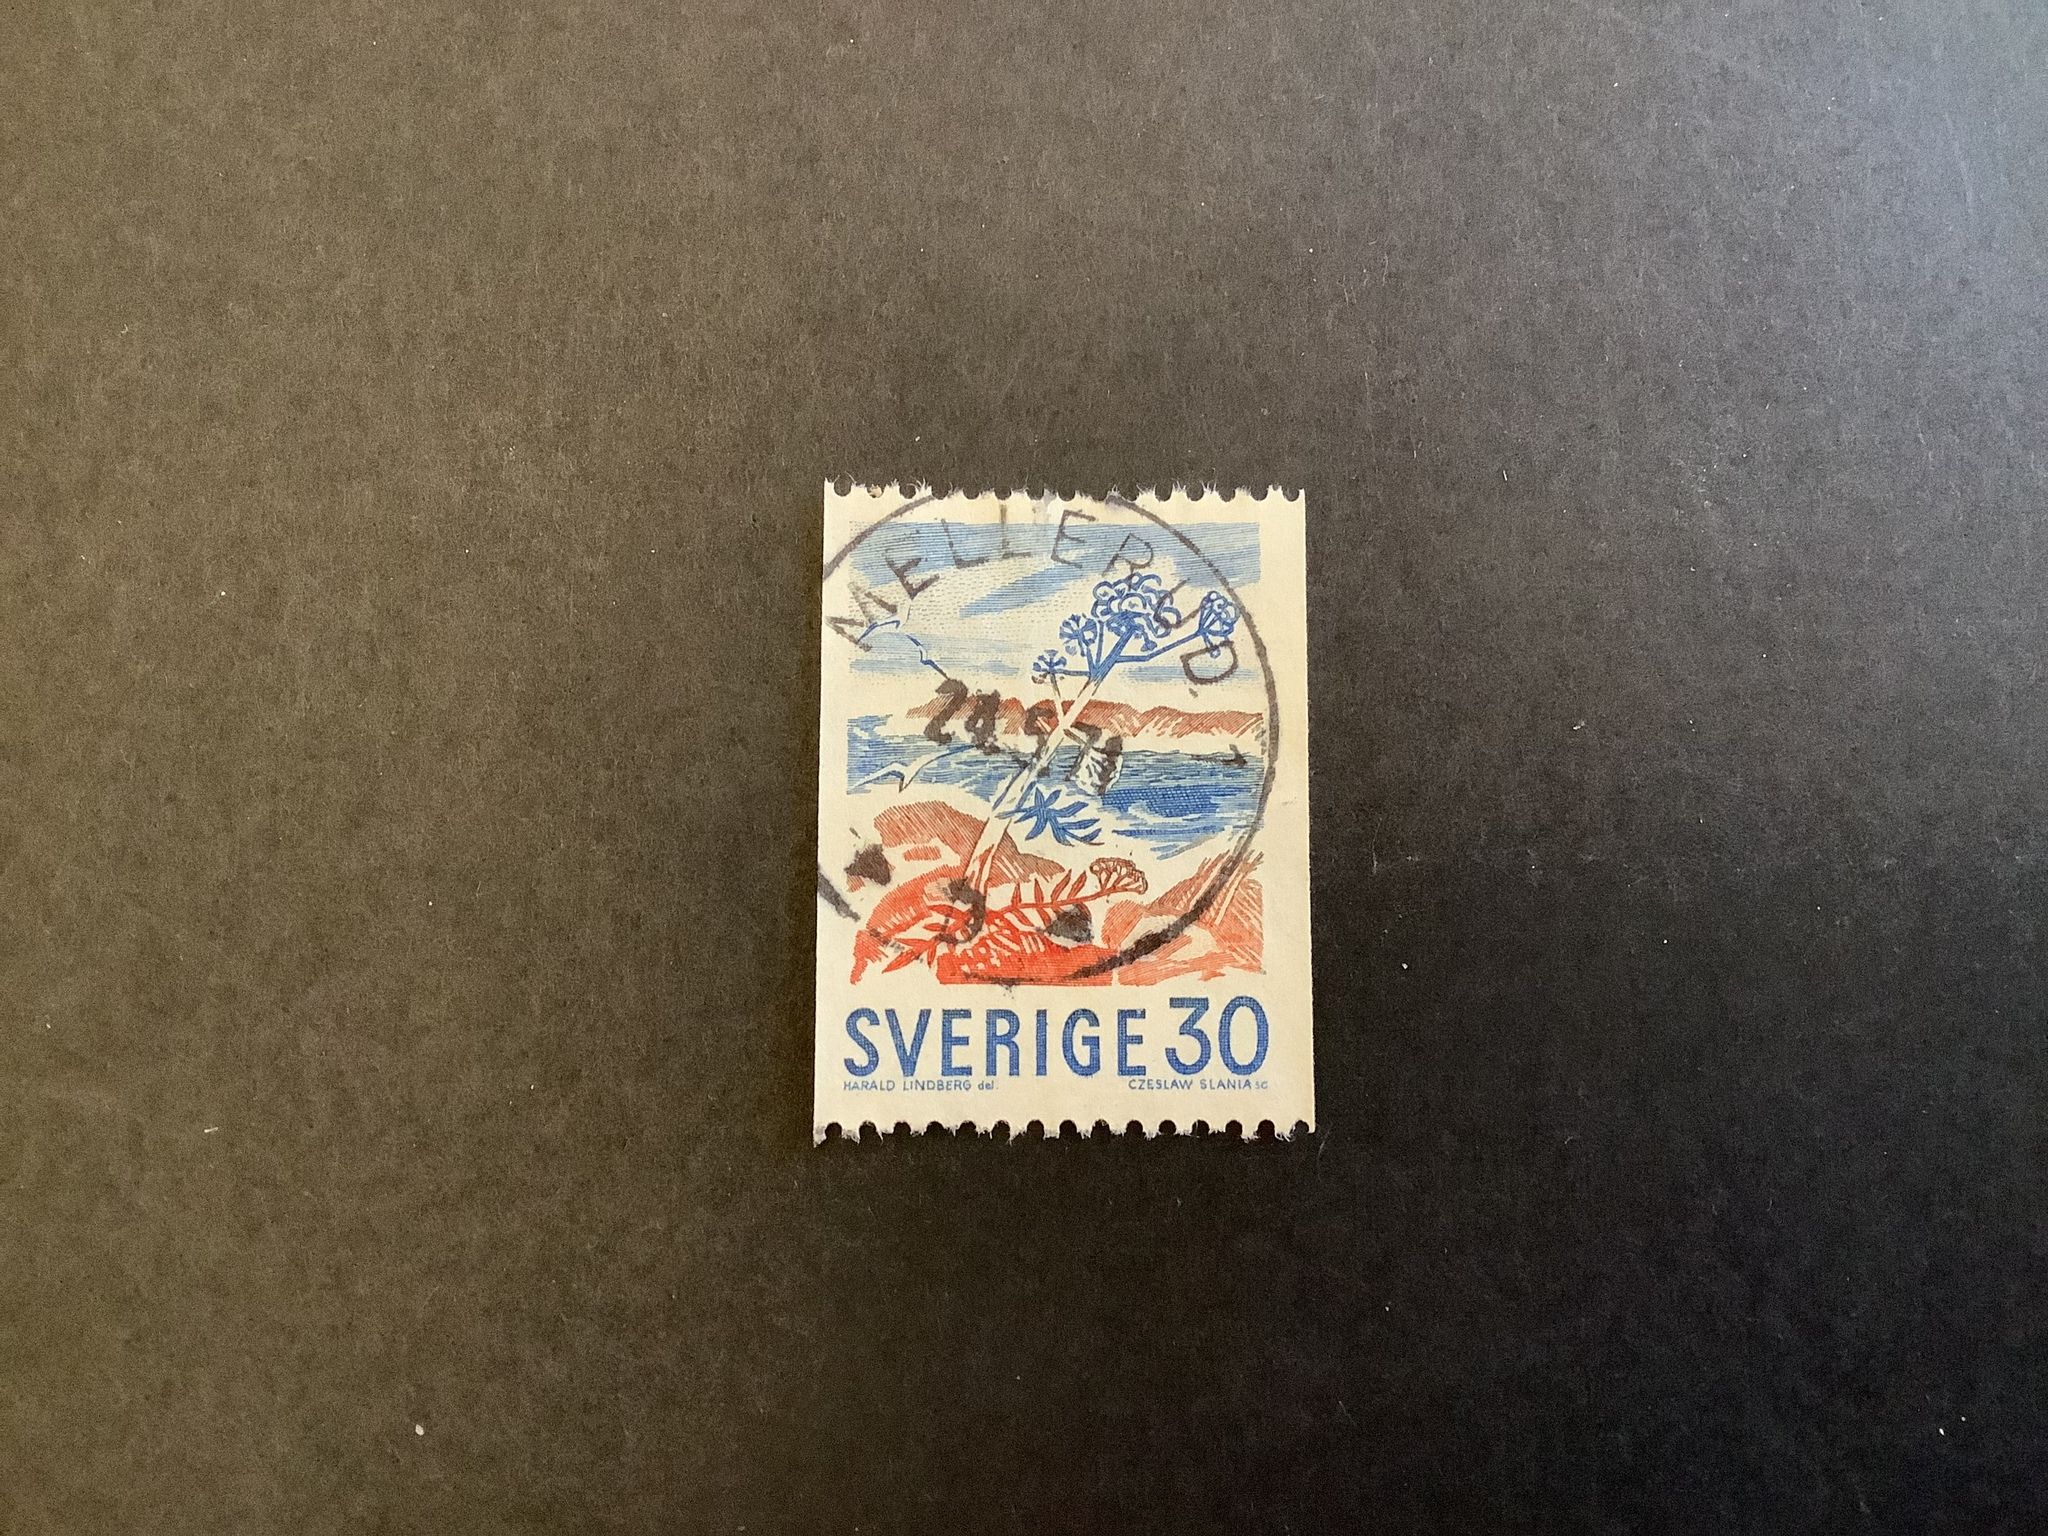 MELLERUD
SVERIGE 30
HARALD LINDBERG del. CZESLAW SLANIA sc